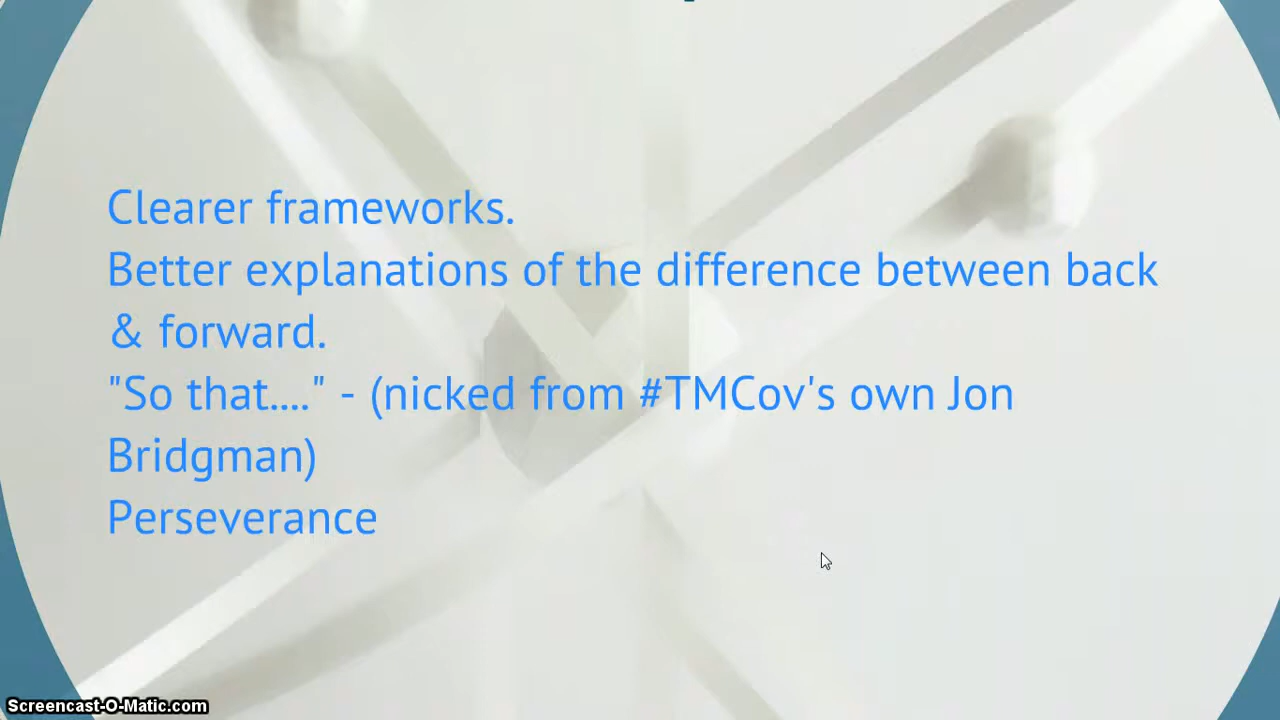 Clearer frameworks.
Better explanations of the difference between back
& forward.
"So that...." - (nicked from #TMCov's own Jon
Bridgman)
Perseverance
Screencast-O-Matic.com